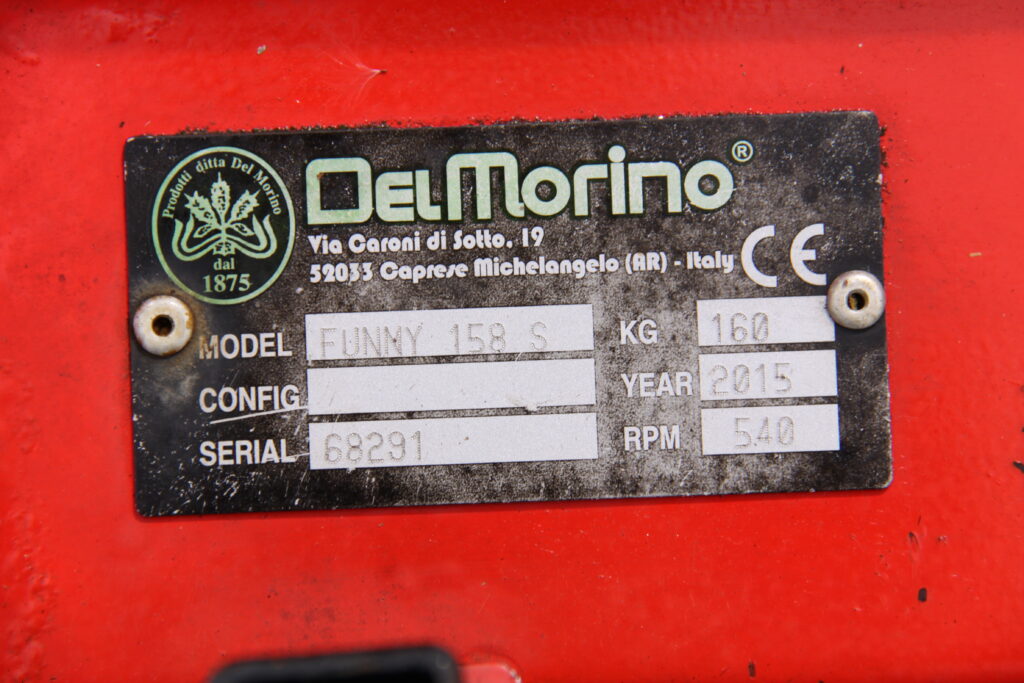 Prodotti ditta Del Morino
dal
1875
DELMORINO®
Via Caroni di Sotto, 19
52033 Caprese Michelangelo (AR) - Italy
CE
MODEL FUNNY 158 S
KG 160
CONFIG
YEAR 2015
SERIAL 68291
RPM 540